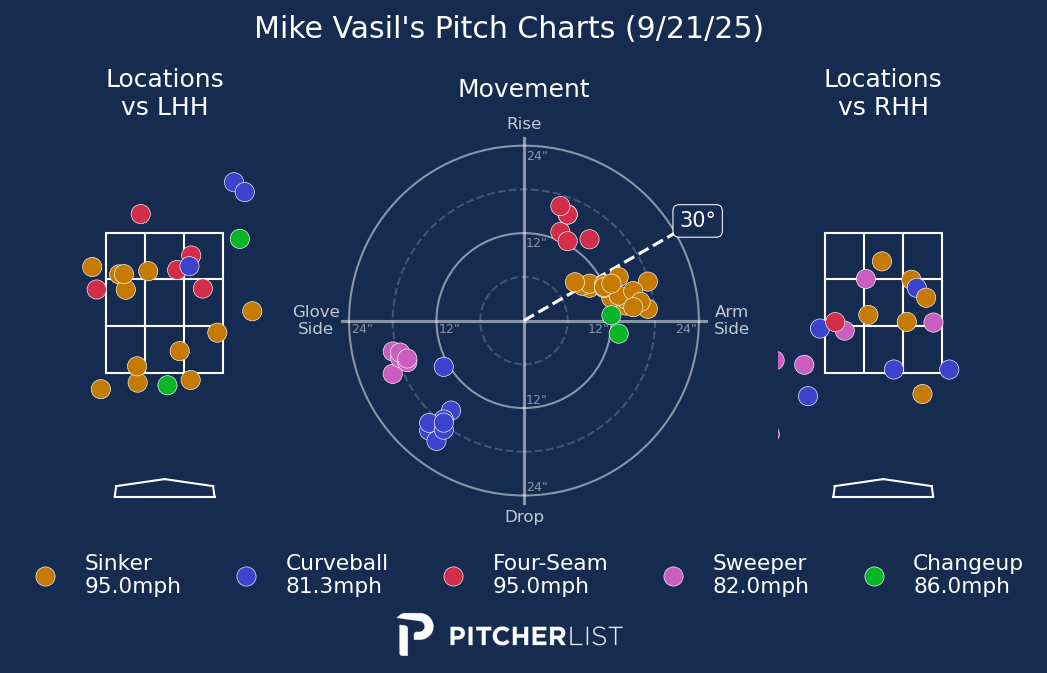 Mike Vasil's Pitch Charts (9/21/25)
Locations
vs LHH
Movement
Locations
vs RHH
Rise
24"
12"
30°
Glove
Side
24"
12"
12"
24"
Arm
Side
12"
24"
Drop
Sinker
95.0mph
Curveball
81.3mph
Four-Seam
95.0mph
Sweeper
82.0mph
Changeup
86.0mph
PITCHERLIST